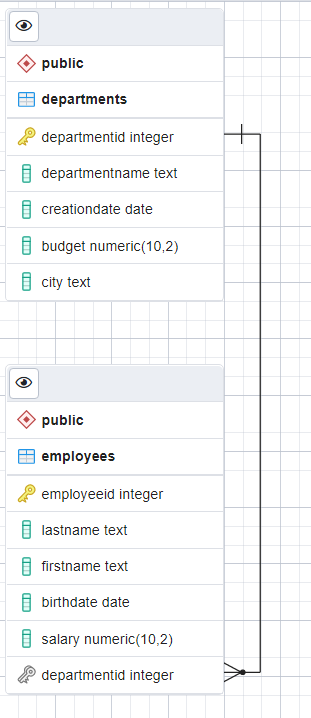 public
departments
departmentid integer
departmentname text
creationdate date
budget numeric(10,2)
city text
public
employees
employeeid integer
lastname text
firstname text
birthdate date
salary numeric(10,2)
departmentid integer